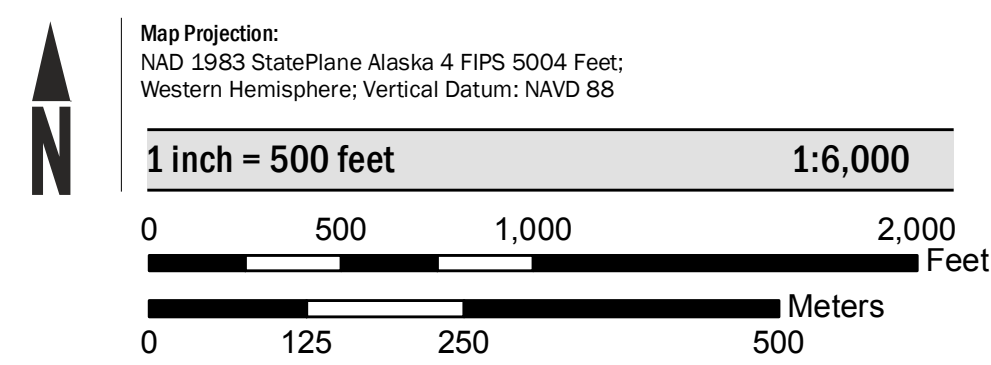 N
Map Projection:
NAD 1983 StatePlane Alaska 4 FIPS 5004 Feet;
Western Hemisphere; Vertical Datum: NAVD 88
1 inch = 500 feet 1:6,000
0 500 1,000 2,000
Feet
Meters
0 125 250 500